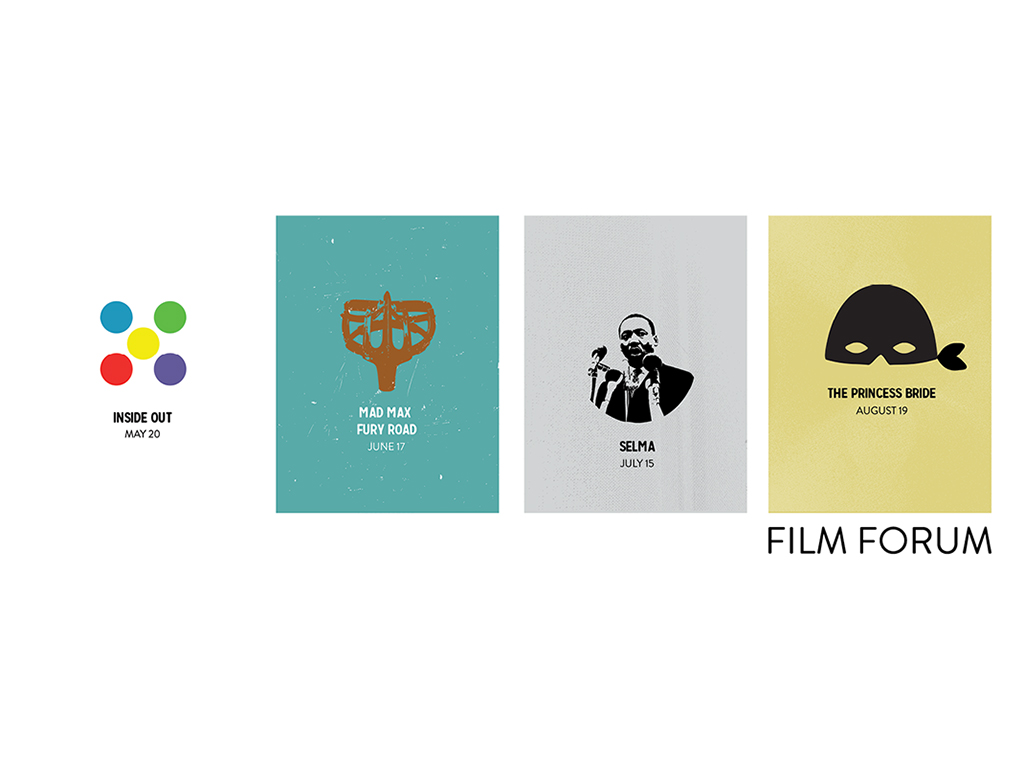 INSIDE OUT
MAY 20
MAD MAX
FURY ROAD
JUNE 17
SELMA
JULY 15
THE PRINCESS BRIDE
AUGUST 19
FILM FORUM